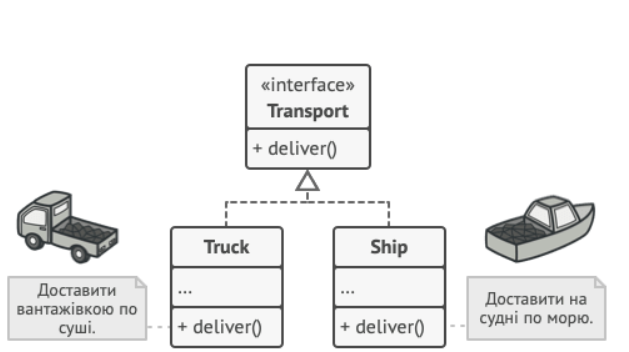 «interface»
Transport
+ deliver()
Truck
...
+ deliver()
Ship
...
+ deliver()
Доставити
вантажівкою по
суші.
Доставити на
судні по морю.